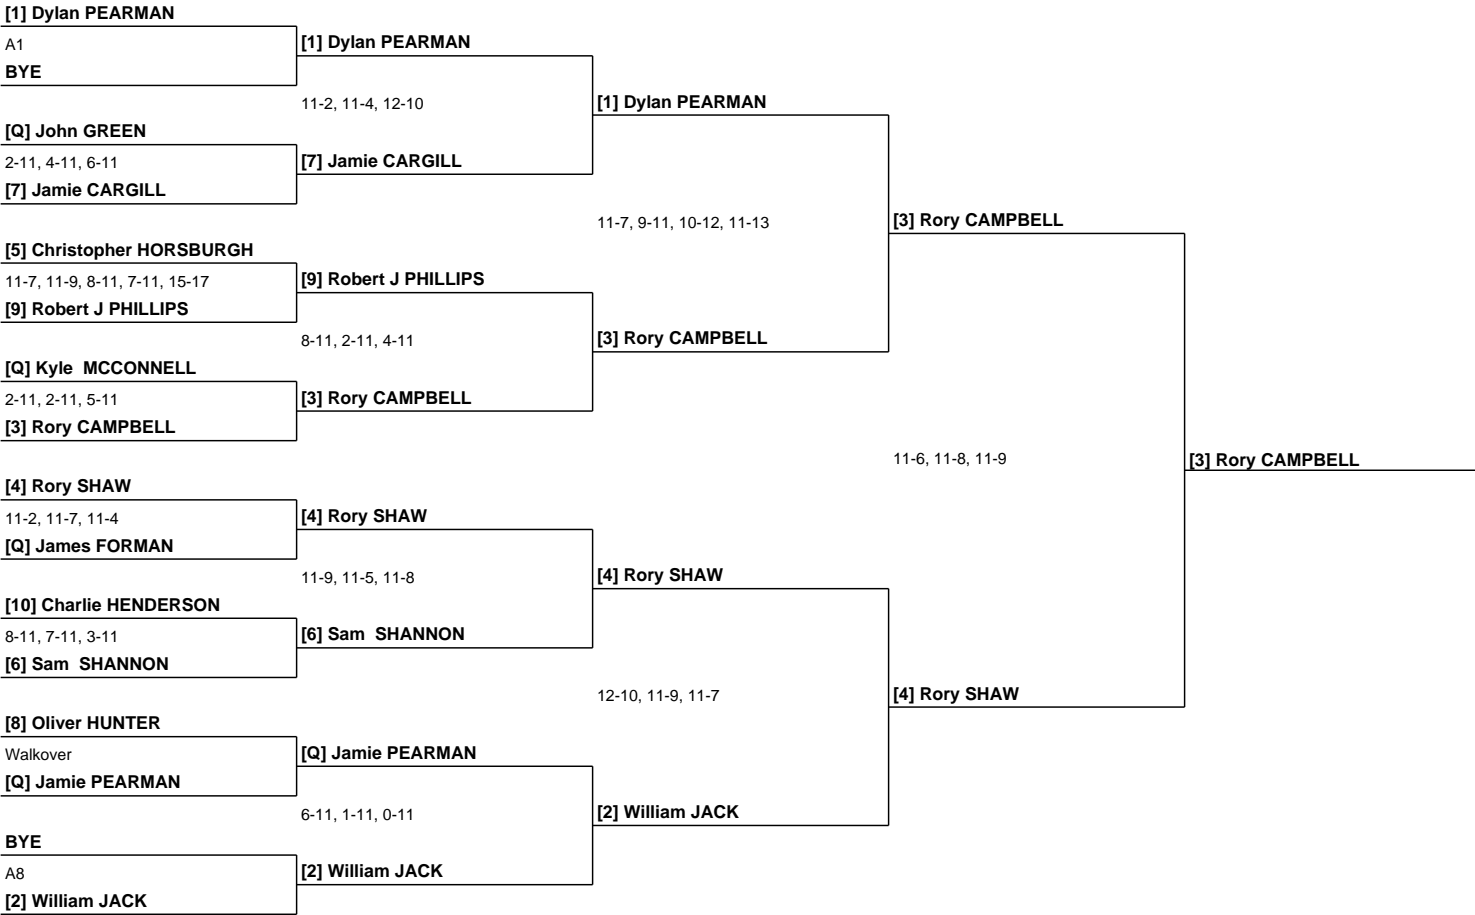 [1] Dylan PEARMAN
A1
BYE
[Q] John GREEN
2-11, 4-11, 6-11
[7] Jamie CARGILL
[5] Christopher HORSBURGH
11-7, 11-9, 8-11, 7-11, 15-17
[9] Robert J PHILLIPS
[Q] Kyle  MCCONNELL
2-11, 2-11, 5-11
[3] Rory CAMPBELL
[4] Rory SHAW
11-2, 11-7, 11-4
[Q] James FORMAN
[10] Charlie HENDERSON
8-11, 7-11, 3-11
[6] Sam  SHANNON
[8] Oliver HUNTER
Walkover
[Q] Jamie PEARMAN
BYE
A8
[2] William JACK
[1] Dylan PEARMAN
11-2, 11-4, 12-10
[7] Jamie CARGILL
[9] Robert J PHILLIPS
8-11, 2-11, 4-11
[3] Rory CAMPBELL
[4] Rory SHAW
11-9, 11-5, 11-8
[6] Sam  SHANNON
[Q] Jamie PEARMAN
6-11, 1-11, 0-11
[2] William JACK
[1] Dylan PEARMAN
11-7, 9-11, 10-12, 11-13
[3] Rory CAMPBELL
[4] Rory SHAW
12-10, 11-9, 11-7
[2] William JACK
[3] Rory CAMPBELL
11-6, 11-8, 11-9
[4] Rory SHAW
[3] Rory CAMPBELL